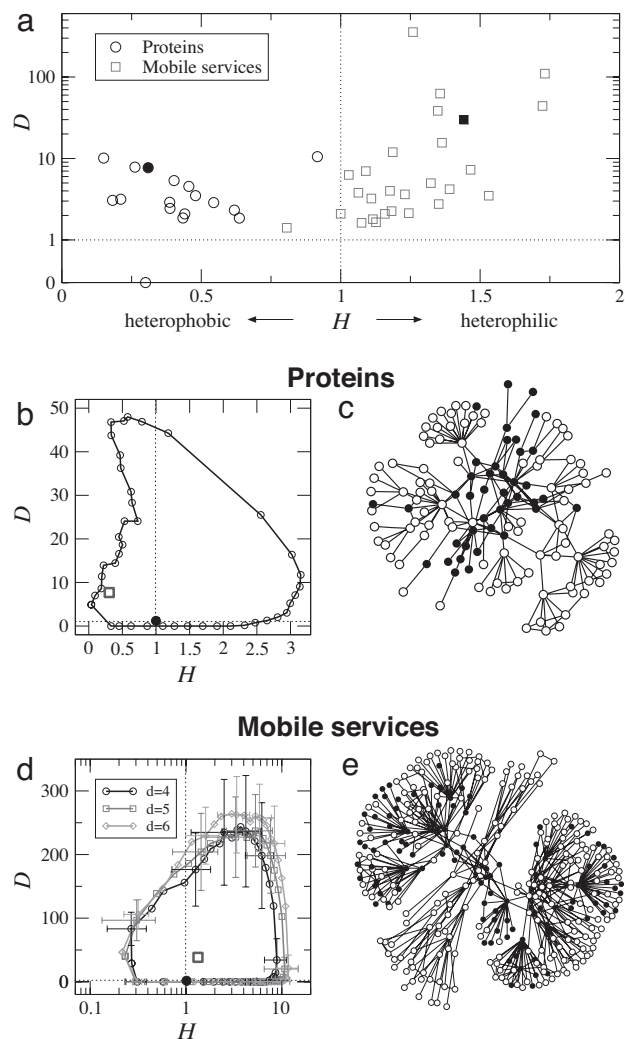 a
Proteins
Mobile services
100
10
1
0
D
0 0.5 1 1.5 2
heterophobic H heterophilic
Proteins
b
50
40
30
20
10
0
D
0 0.5 1 1.5 2 2.5 3
H
c
Mobile services
d
d=4
d=5
d=6
300
200
100
0
D
0.1 1 10
H
e